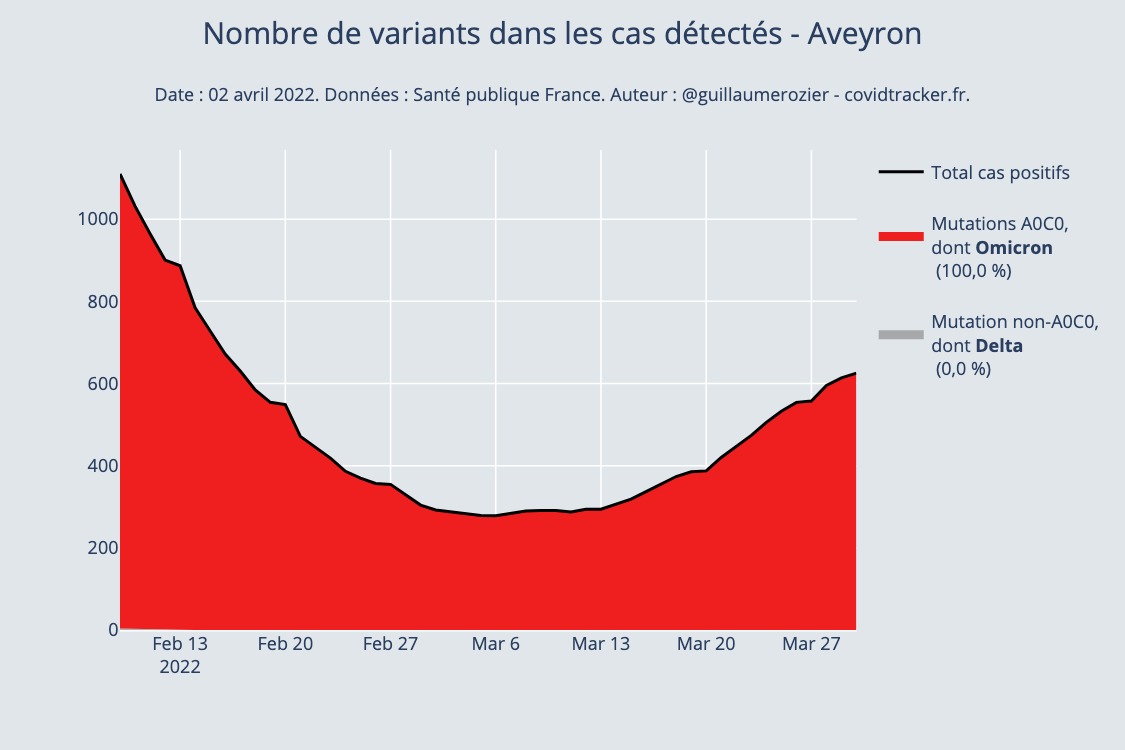 Nombre de variants dans les cas détectés - Aveyron
Date : 02 avril 2022. Données : Santé publique France. Auteur : @guillaumerozier - covidtracker.fr.
Total cas positifs
Mutations A0C0,
dont Omicron
(100,0 %)
Mutation non-A0C0,
dont Delta
(0,0 %)
1000
800
600
400
200
0
Feb 13
2022
Feb 20
Feb 27
Mar 6
Mar 13
Mar 20
Mar 27